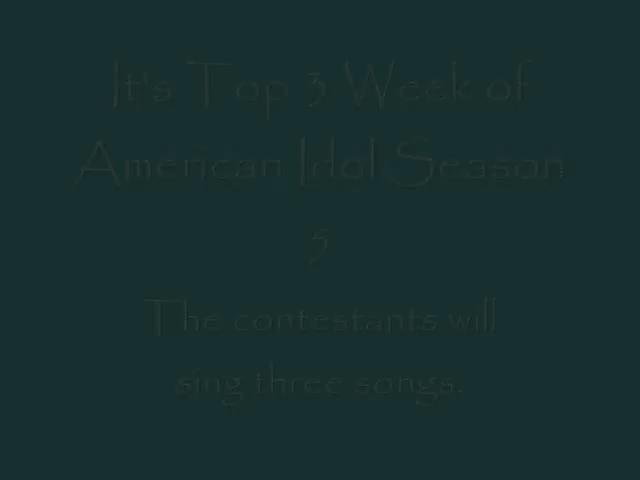 It's Top 3 Week of
American Idol Season
5
The contestants will
sing three songs.